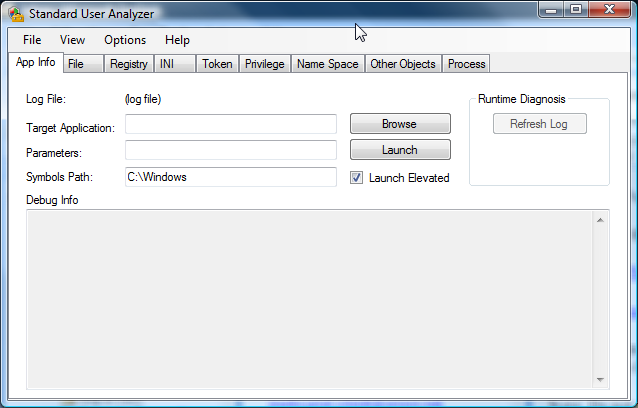 Standard User Analyzer
File View Options Help
App Info File Registry INI Token Privilege Name Space Other Objects Process
Log File: (log file) Runtime Diagnosis
Target Application: Browse Refresh Log
Parameters: Launch
Symbols Path: C:\Windows Launch Elevated
Debug Info